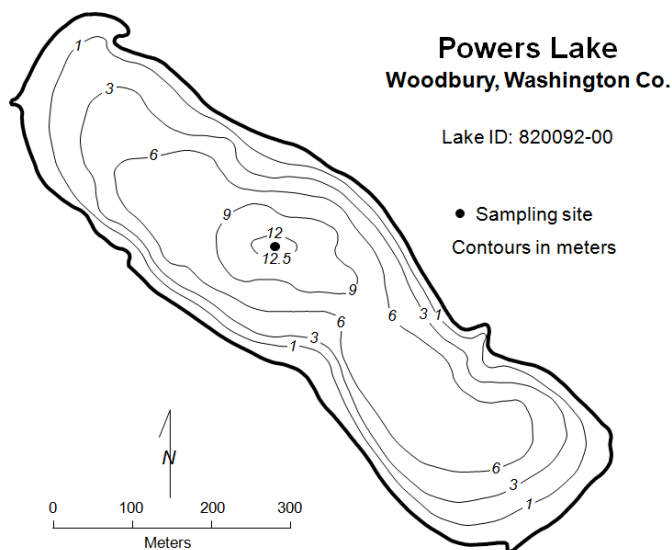 Powers Lake
Woodbury, Washington Co.
Lake ID: 820092-00
Sampling site
Contours in meters
1
3
6
9
12
12.5
9
6
3
1
6
6
3
1
6
3
1
N
0 100 200 300
Meters